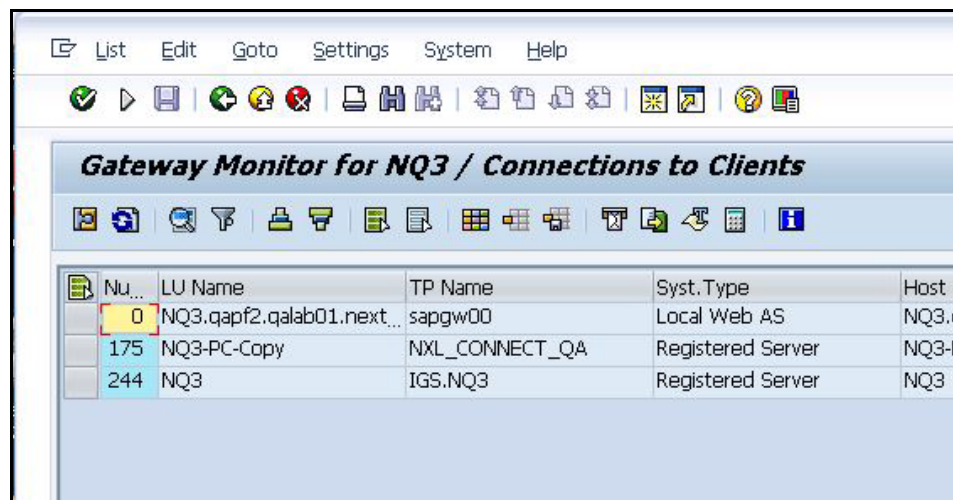 List Edit Goto Settings System Help
Gateway Monitor for NQ3 / Connections to Clients
Nu... LU Name TP Name Syst.Type Host
0 NQ3.qapf2.qalab01.next... sapgw00 Local Web AS NQ3.
175 NQ3-PC-Copy NXL_CONNECT_QA Registered Server NQ3-
244 NQ3 IGS.NQ3 Registered Server NQ3